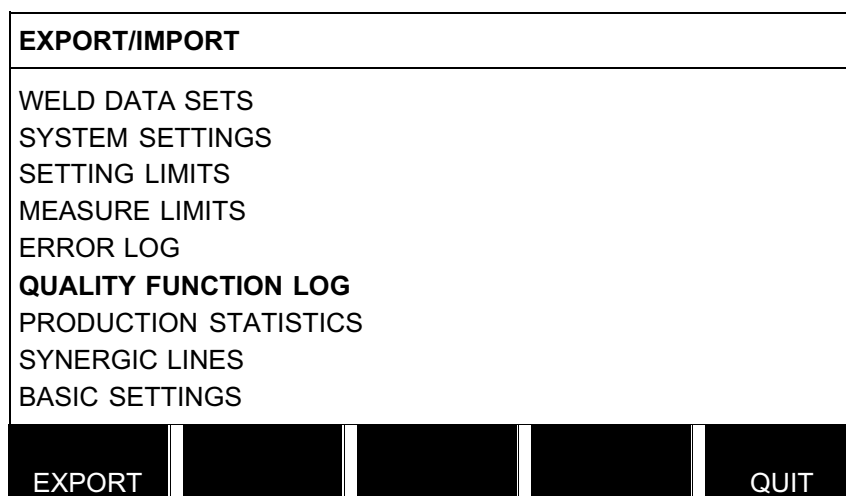 EXPORT/IMPORT
WELD DATA SETS
SYSTEM SETTINGS
SETTING LIMITS
MEASURE LIMITS
ERROR LOG
QUALITY FUNCTION LOG
PRODUCTION STATISTICS
SYNERGIC LINES
BASIC SETTINGS
EXPORT QUIT